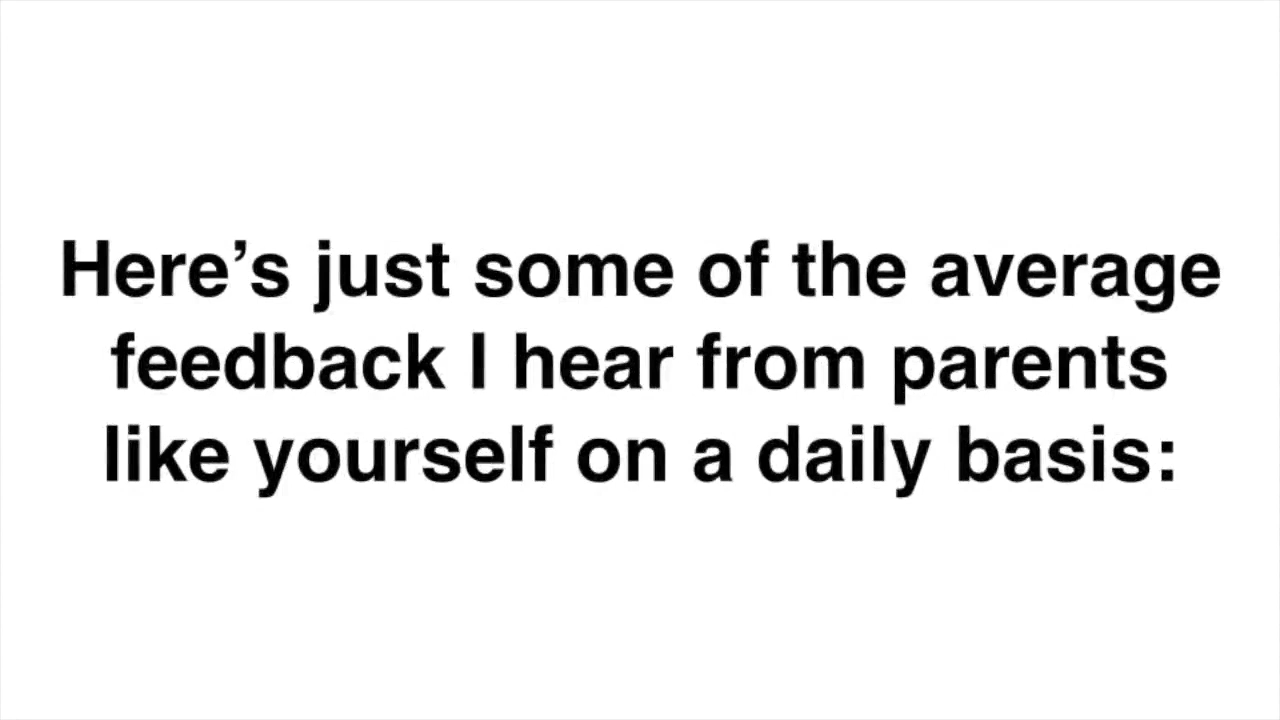 Here’s just some of the average
feedback I hear from parents
like yourself on a daily basis: